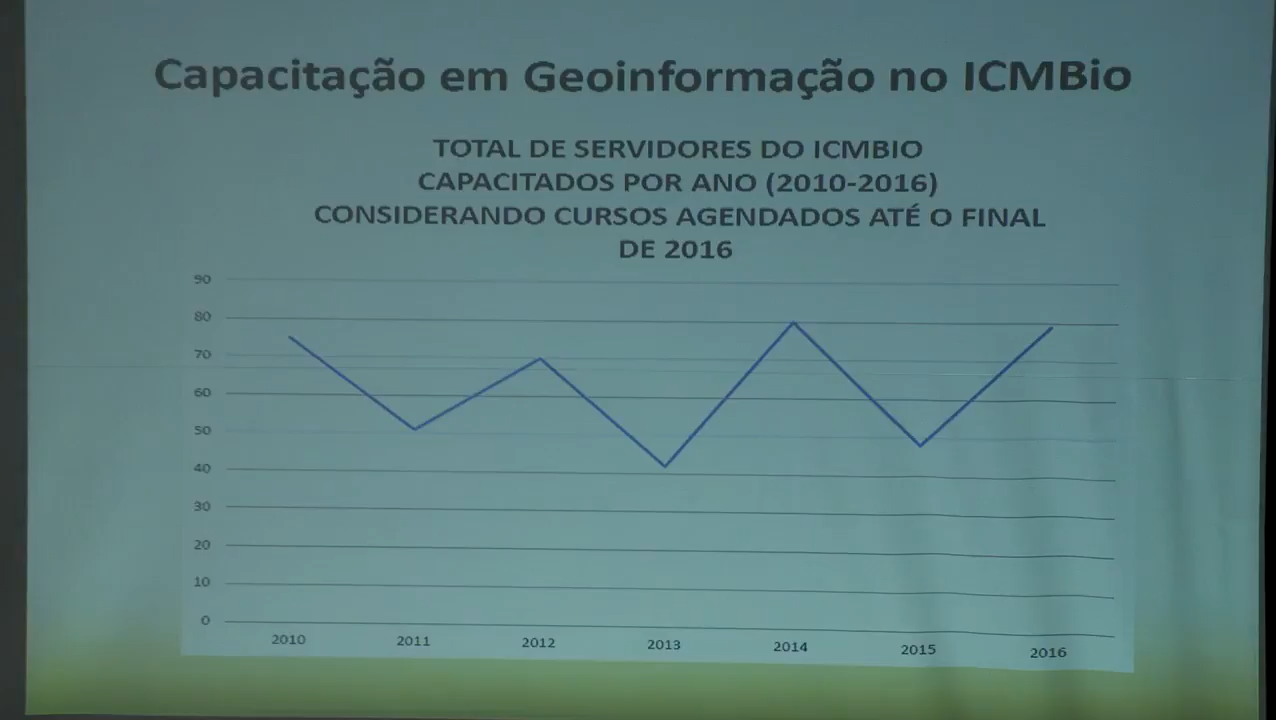 Capacitação em Geoinformação no ICMBio
TOTAL DE SERVIDORES DO ICMBIO
CAPACITADOS POR ANO (2010-2016)
CONSIDERANDO CURSOS AGENDADOS ATÉ O FINAL
DE 2016
90
80
70
60
50
40
30
20
10
0
2010 2011 2012 2013 2014 2015 2016